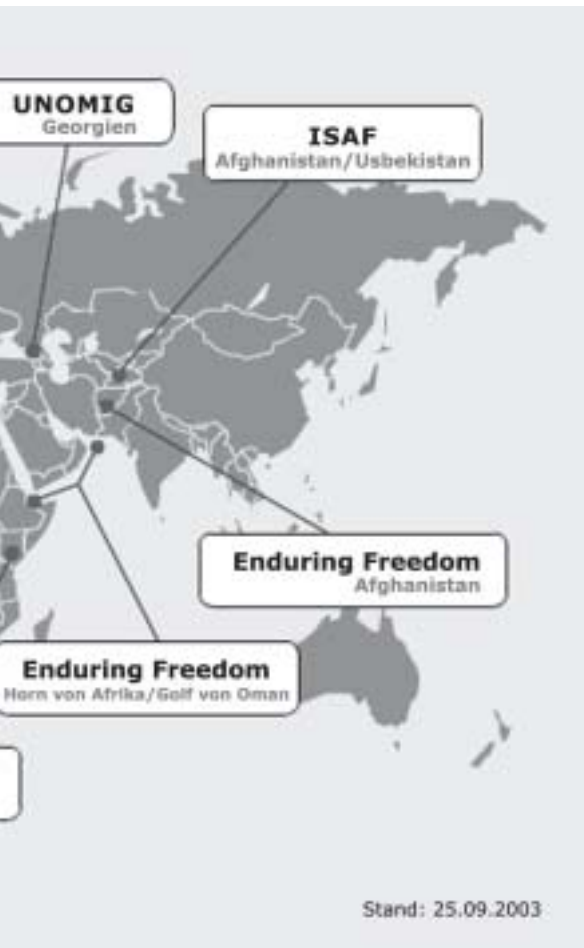 UNOMIG
Georgien
ISAF
Afghanistan/Usbekistan
Enduring Freedom
Afghanistan
Enduring Freedom
Horn von Afrika/Golf von Oman
Stand: 25.09.2003